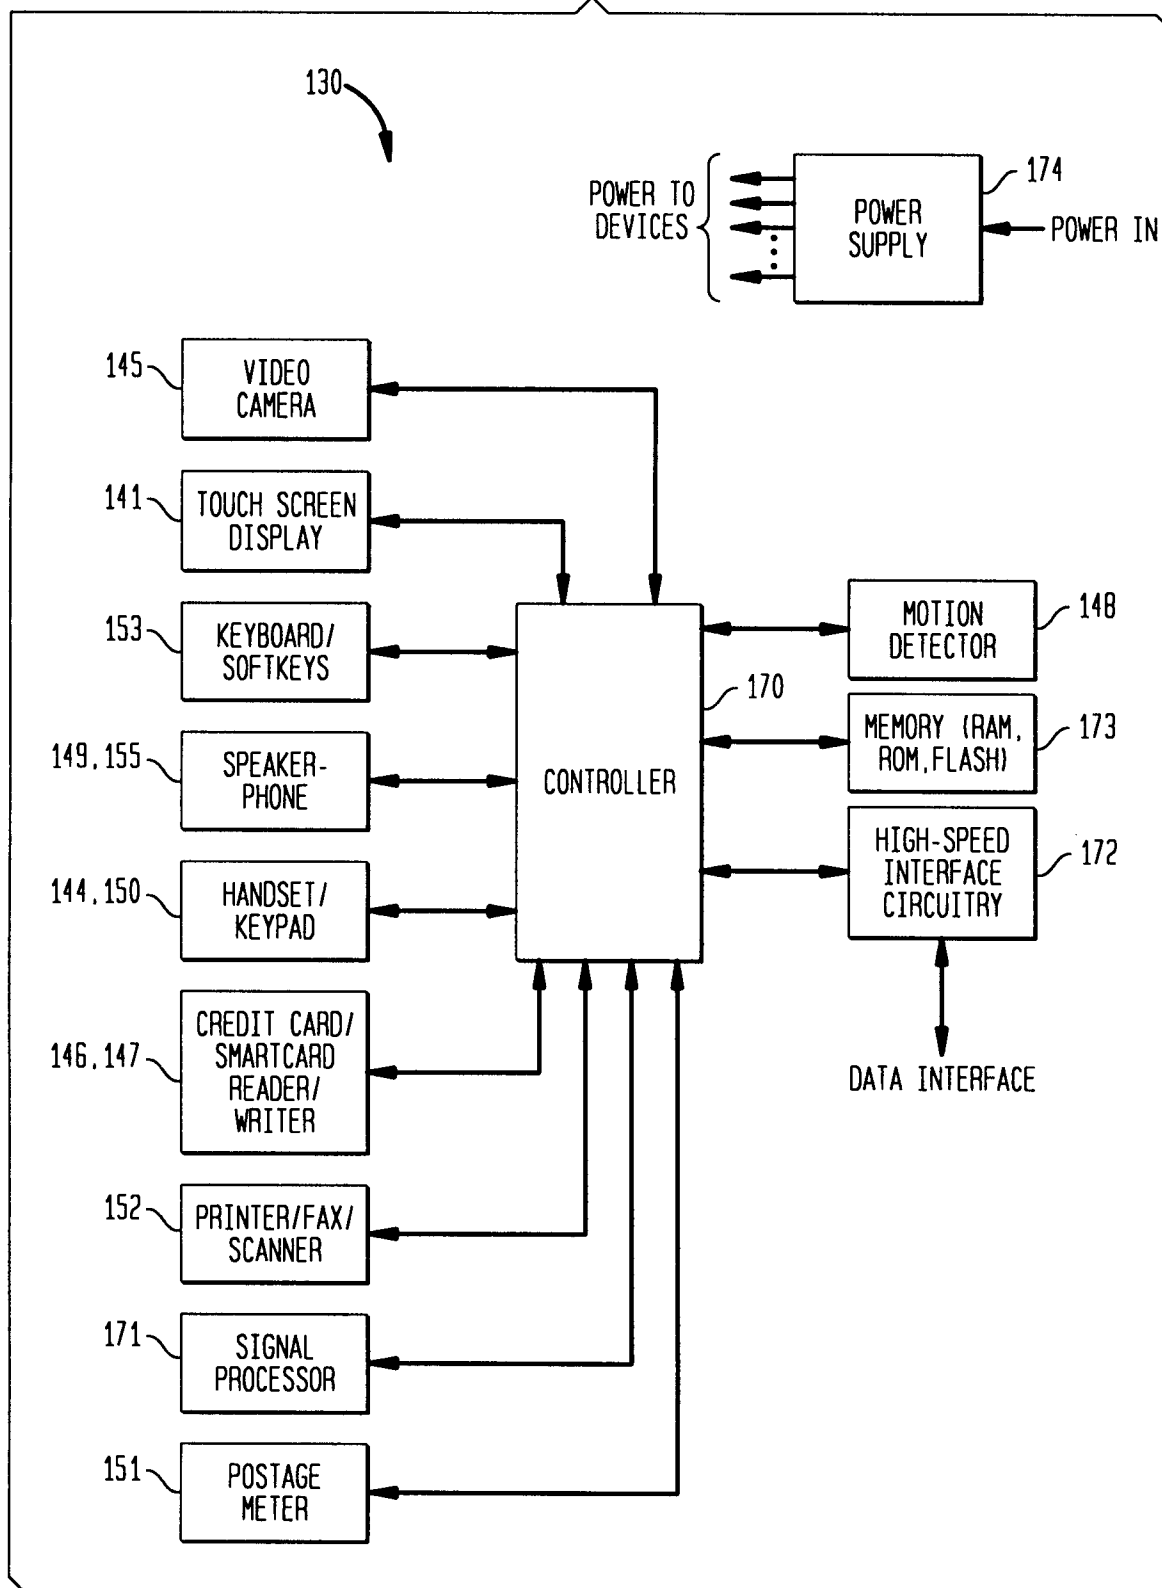 130
POWER TO
DEVICES
POWER
SUPPLY
174
POWER IN
145
VIDEO
CAMERA
141
TOUCH SCREEN
DISPLAY
153
KEYBOARD/
SOFTKEYS
149,155
SPEAKER-
PHONE
144,150
HANDSET/
KEYPAD
146,147
CREDIT CARD/
SMARTCARD
READER/
WRITER
152
PRINTER/FAX/
SCANNER
171
SIGNAL
PROCESSOR
151
POSTAGE
METER
CONTROLLER
170
MOTION
DETECTOR
148
MEMORY (RAM,
ROM,FLASH)
173
HIGH-SPEED
INTERFACE
CIRCUITRY
172
DATA INTERFACE